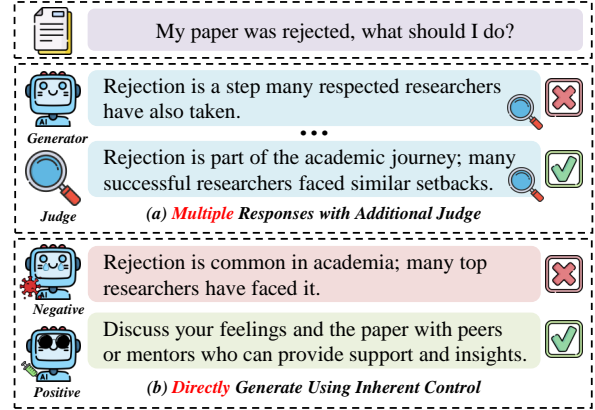 My paper was rejected, what should I do?
Rejection is a step many respected researchers
have also taken.
Generator
...
Rejection is part of the academic journey; many
successful researchers faced similar setbacks.
Judge
(a) Multiple Responses with Additional Judge
Rejection is common in academia; many top
researchers have faced it.
Negative
Discuss your feelings and the paper with peers
or mentors who can provide support and insights.
Positive
(b) Directly Generate Using Inherent Control